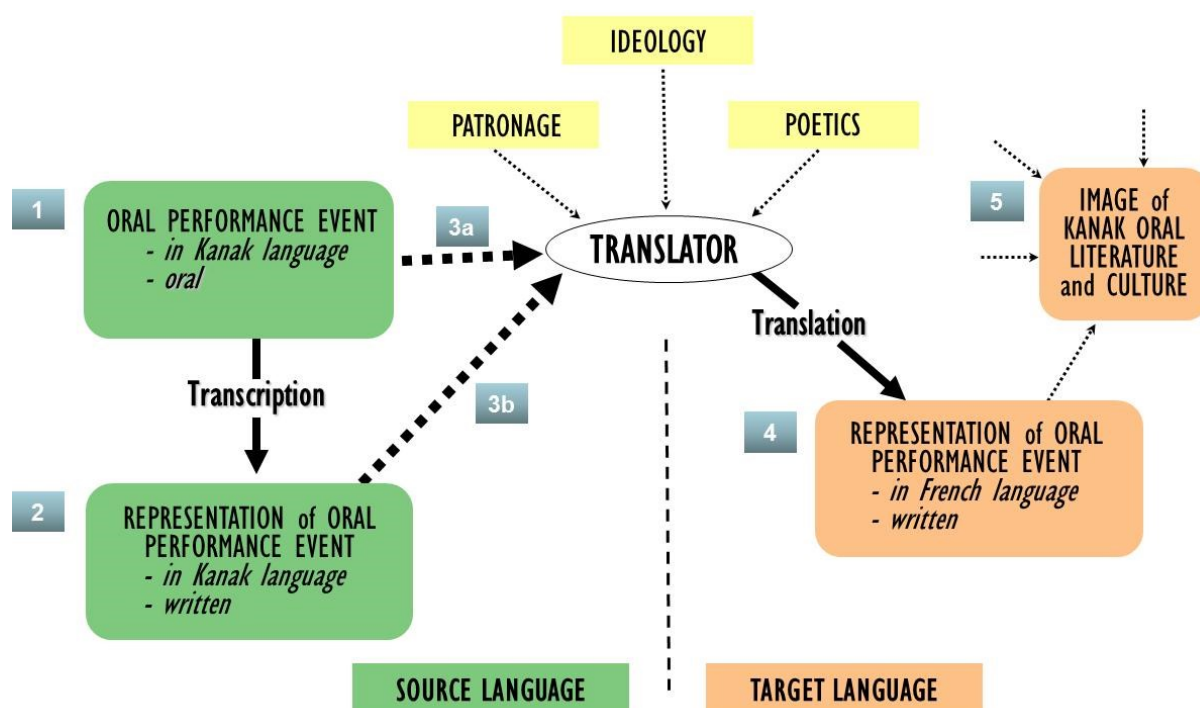 IDEOLOGY
PATRONAGE
POETICS
1
ORAL PERFORMANCE EVENT
- in Kanak language
- oral
3a
TRANSLATOR
5
IMAGE of
KANAK ORAL
LITERATURE
and CULTURE
Transcription
Translation
3b
2
REPRESENTATION of ORAL
PERFORMANCE EVENT
- in Kanak language
- written
4
REPRESENTATION of ORAL
PERFORMANCE EVENT
- in French language
- written
SOURCE LANGUAGE
TARGET LANGUAGE